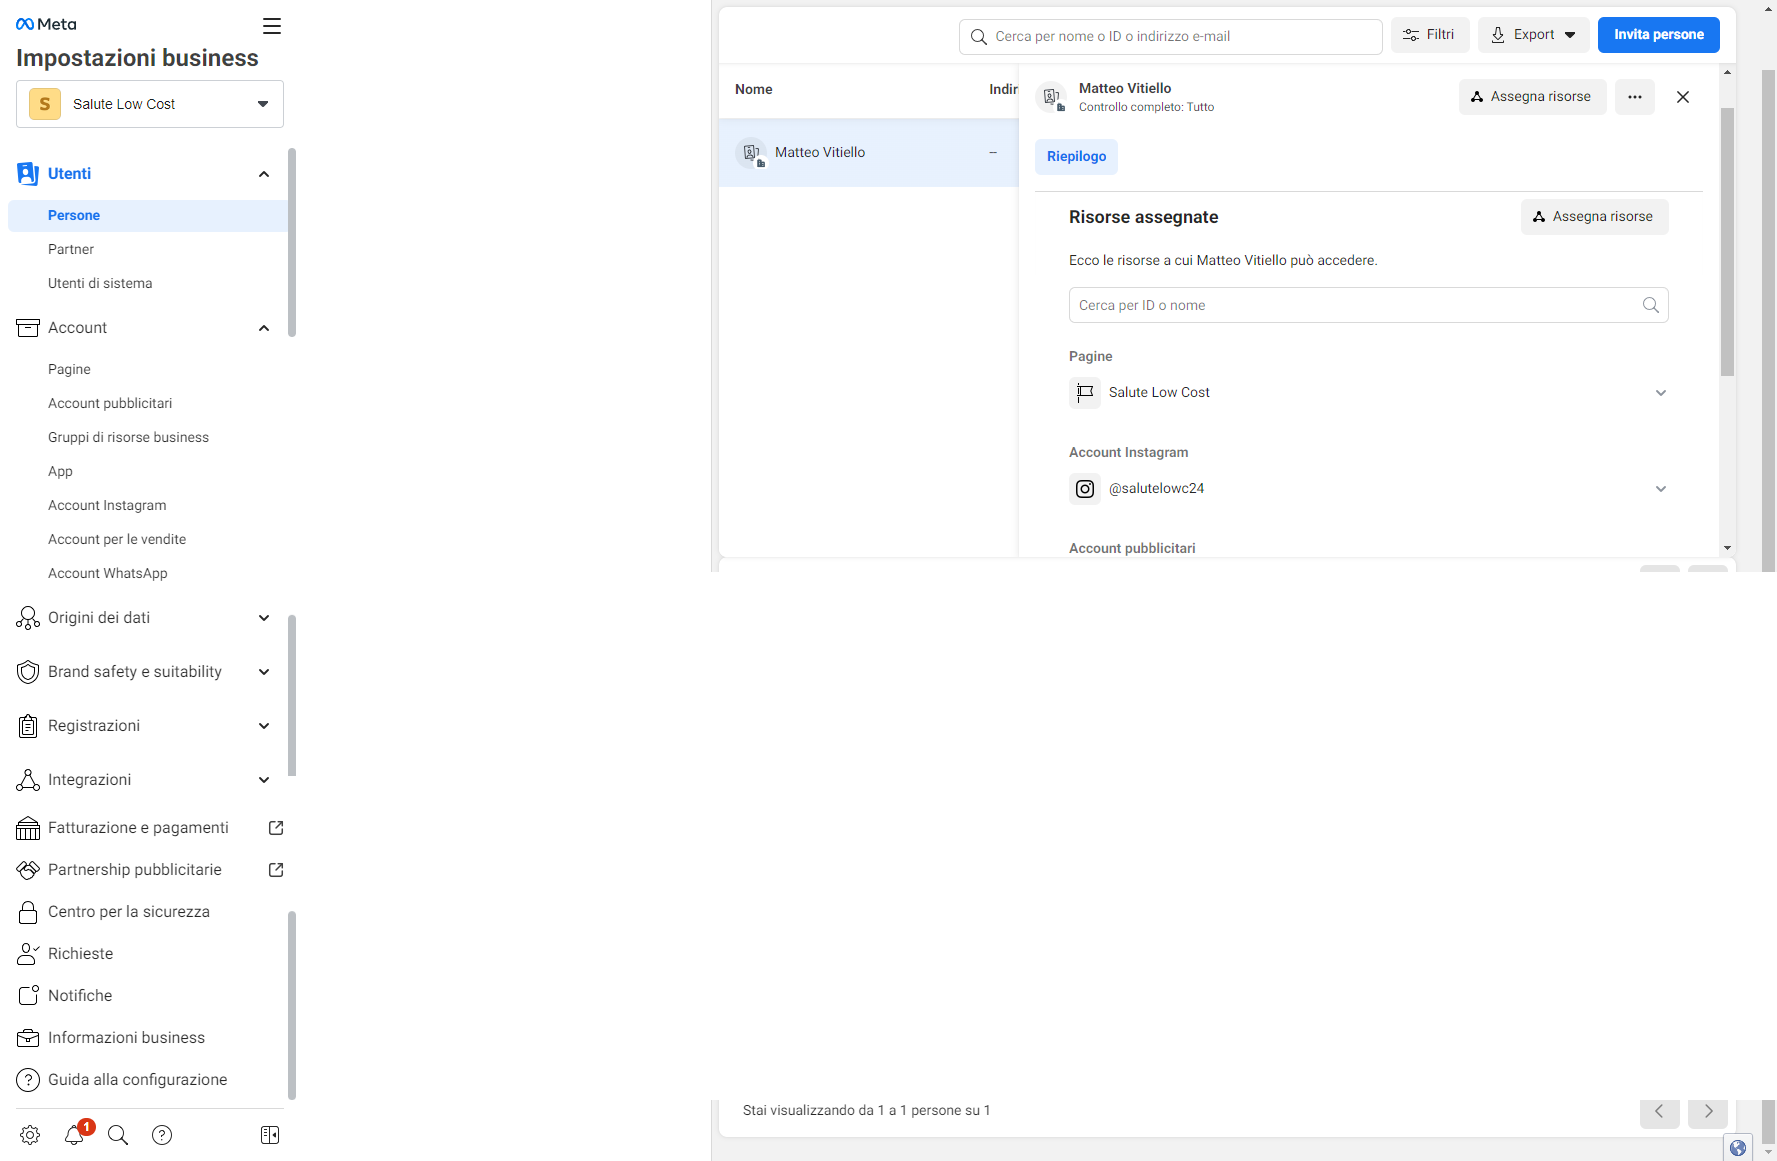 Meta
Impostazioni business
S
Salute Low Cost
Utenti
Persone
Partner
Utenti di sistema
Account
Pagine
Account pubblicitari
Gruppi di risorse business
App
Account Instagram
Account per le vendite
Account WhatsApp
Origini dei dati
Brand safety e suitability
Registrazioni
Integrazioni
Fatturazione e pagamenti
Partnership pubblicitarie
Centro per la sicurezza
Richieste
Notifiche
Informazioni business
Guida alla configurazione
1
Cerca per nome o ID o indirizzo e-mail
Filtri
Export
Invita persone
Nome
Indir
Matteo Vitiello
–
Matteo Vitiello
Controllo completo: Tutto
Assegna risorse
Riepilogo
Risorse assegnate
Assegna risorse
Ecco le risorse a cui Matteo Vitiello può accedere.
Cerca per ID o nome
Pagine
Salute Low Cost
Account Instagram
@salutelowc24
Account pubblicitari
Stai visualizzando da 1 a 1 persone su 1